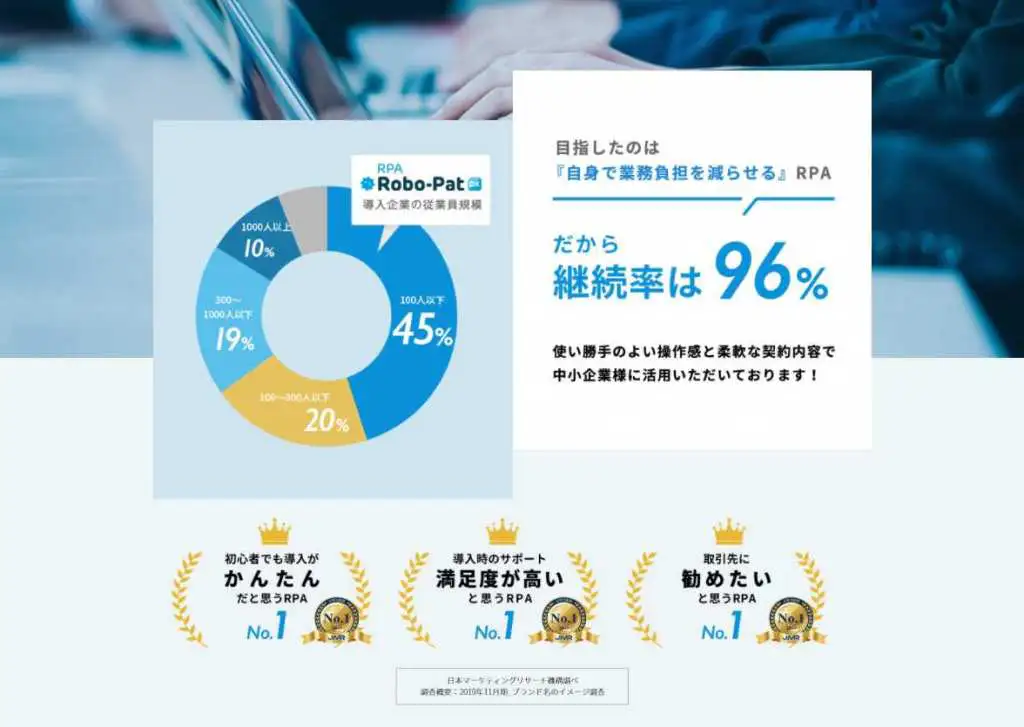 RPA
Robo-Pat DX
導入企業の従業員規模
1000人以上
10%
300～
1000人以下
19%
100人以下
45%
100～300人以下
20%
目指したのは
『自身で業務負担を減らせる』RPA
だから
継続率は96%
使い勝手のよい操作感と柔軟な契約内容で
中小企業様に活用いただいております！
初心者でも導入が
かんたん
だと思うRPA
No.1
No.1
JMR
導入時のサポート
満足度が高い
と思うRPA
No.1
No.1
JMR
取引先に
勧めたい
と思うRPA
No.1
No.1
JMR
日本マーケティングリサーチ機構調べ
調査概要：2019年11月期_ブランド名のイメージ調査